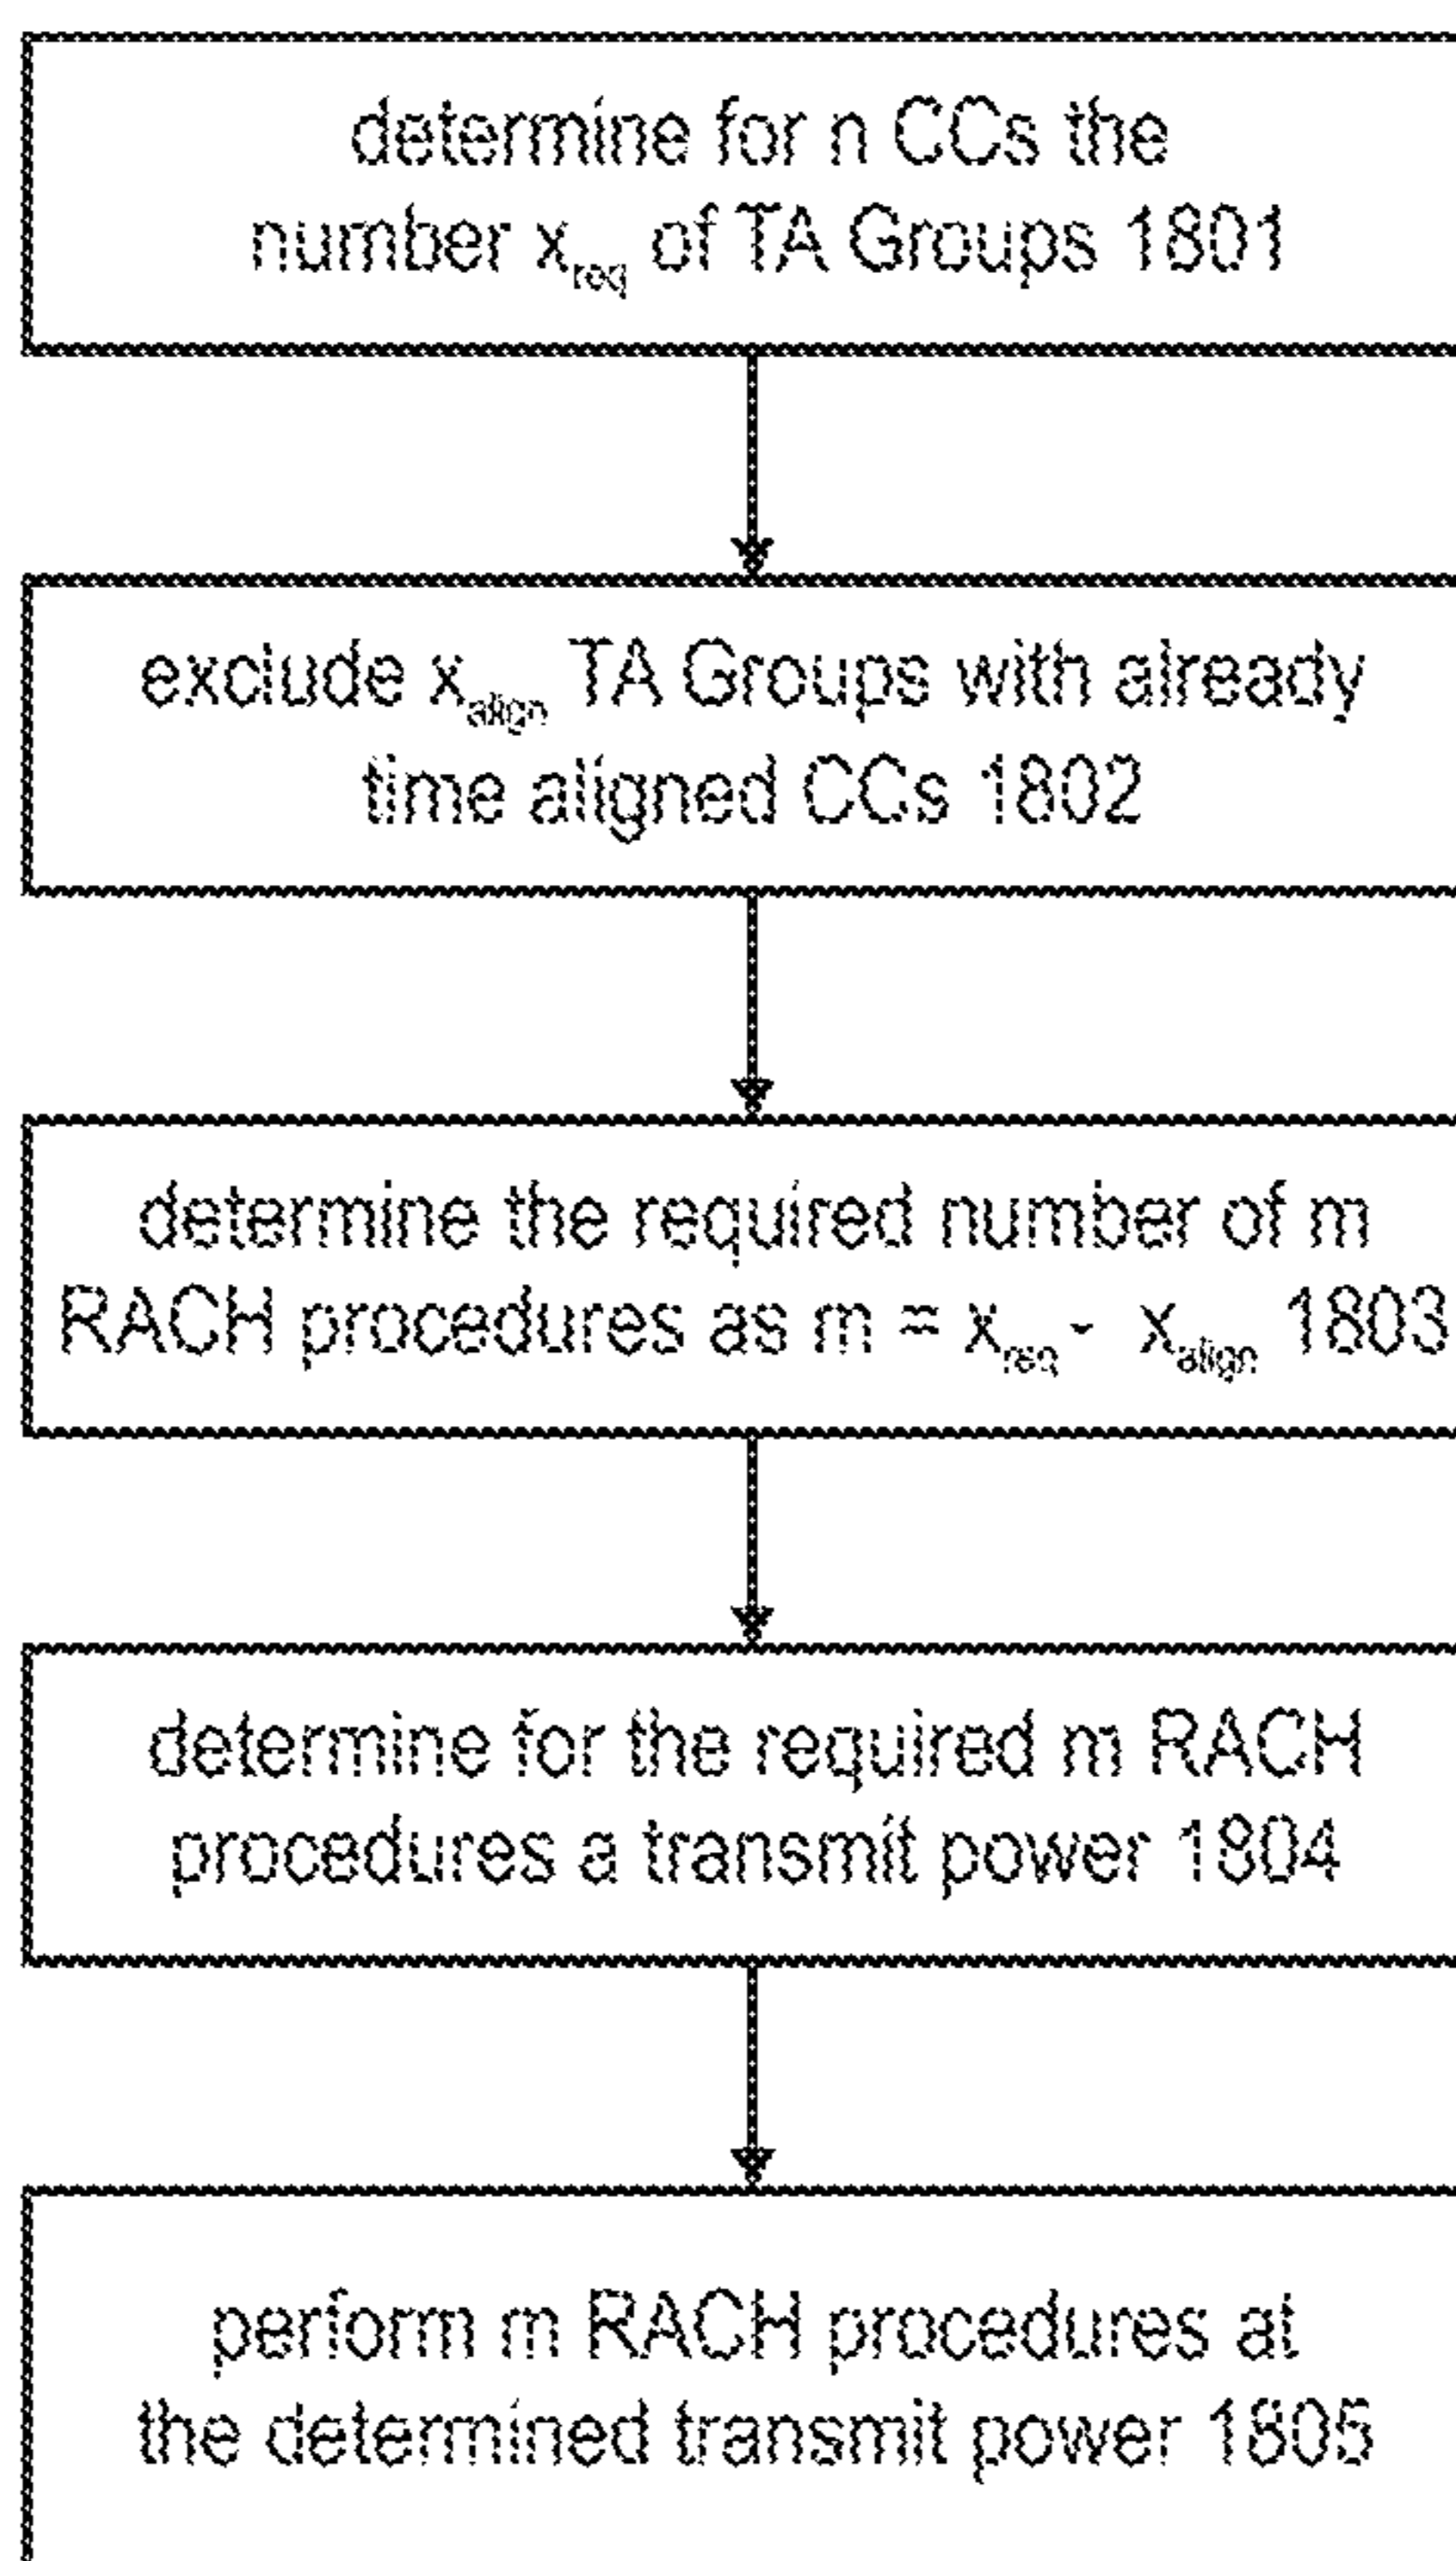 determine for n CCs the
number x_req of TA Groups 1801
exclude x_align TA Groups with already
time aligned CCs 1802
determine the required number of m
RACH procedures as m = x_req - x_align 1803
determine for the required m RACH
procedures a transmit power 1804
perform m RACH procedures at
the determined transmit power 1805